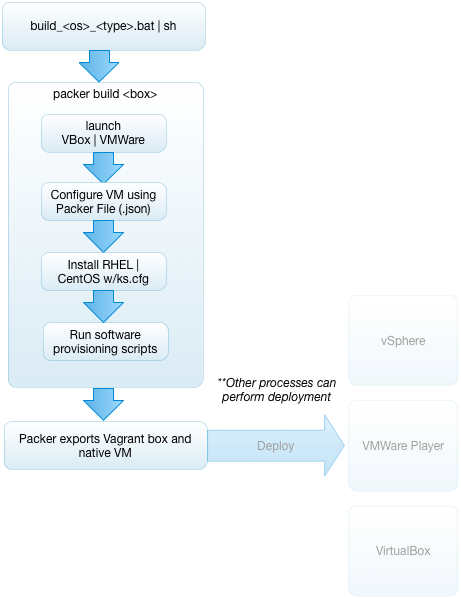 build_<os>_<type>.bat | sh
packer build <box>
launch
VBox | VMWare
Configure VM using
Packer File (.json)
Install RHEL |
CentOS w/ks.cfg
Run software
provisioning scripts
Packer exports Vagrant box and
native VM
**Other processes can
perform deployment
Deploy
vSphere
VMWare Player
VirtualBox